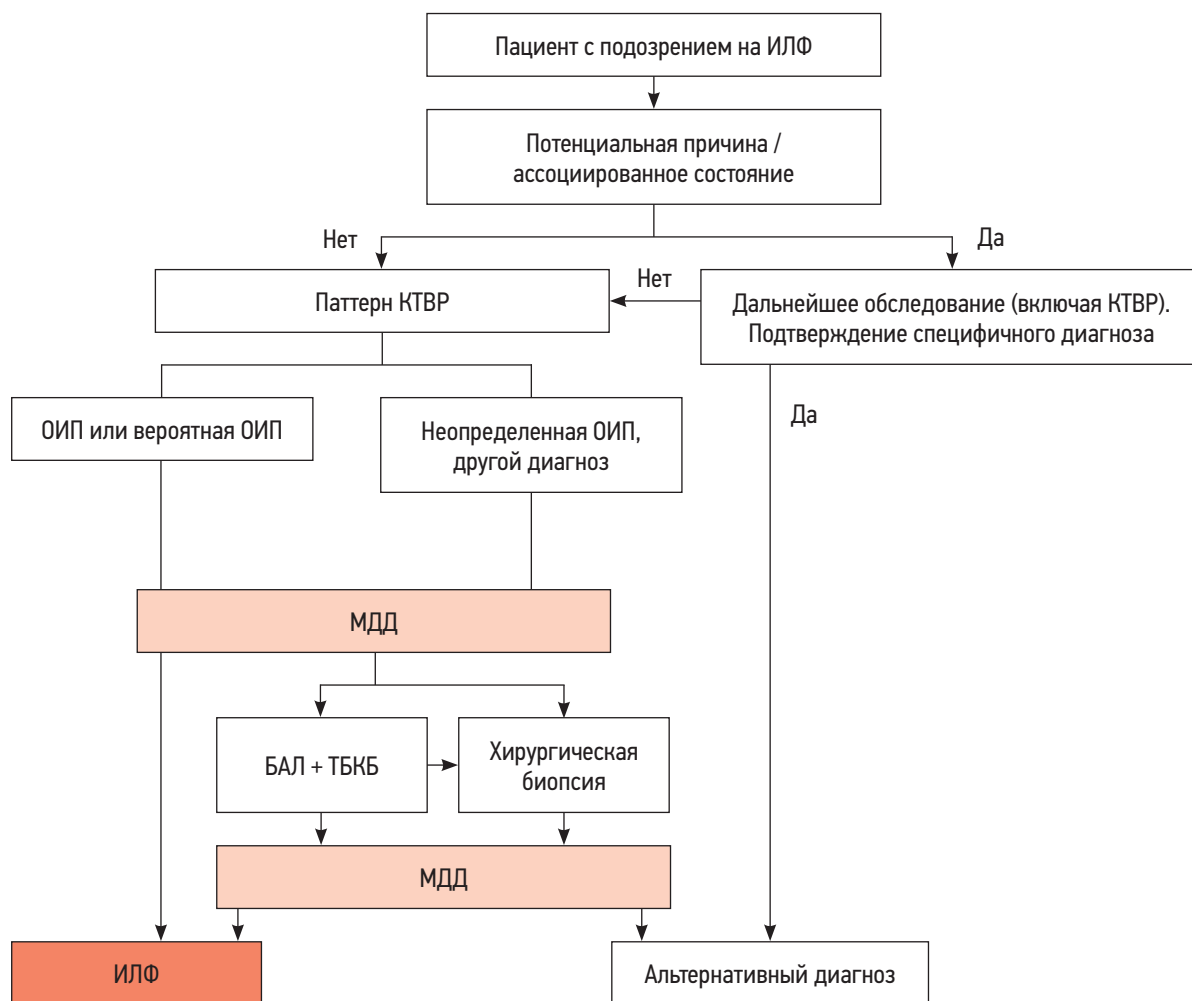 Пациент с подозрением на ИЛФ
Потенциальная причина /
ассоциированное состояние
Нет
Да
Паттерн КТВР
Нет
Дальнейшее обследование (включая КТВР).
Подтверждение специфичного диагноза
ОИП или вероятная ОИП
Неопределенная ОИП,
другой диагноз
Да
МДД
БАЛ + ТБКБ
Хирургическая
биопсия
МДД
ИЛФ
Альтернативный диагноз